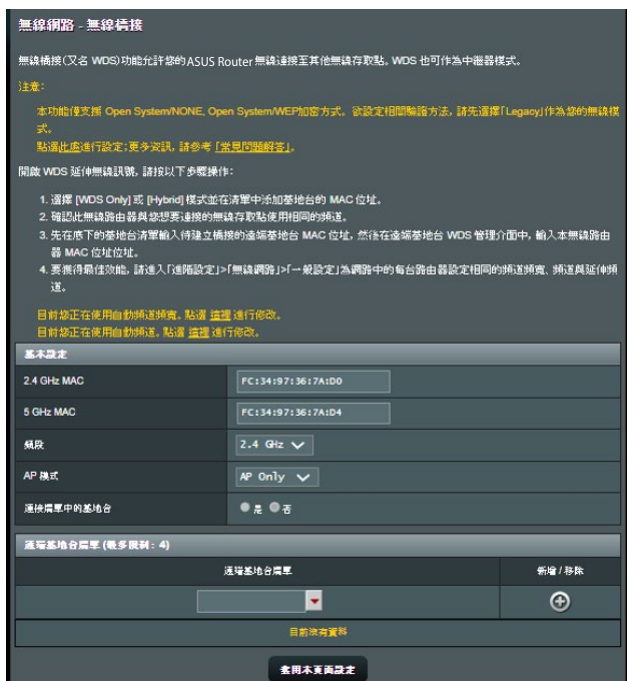 無線網路 - 無線橋接
無線橋接(又名 WDS)功能允許您的ASUS Router 無線連接至其他無線存取點。WDS 也可作為中繼器模式。
注意:
本功能僅支援 Open System/NONE, Open System/WEP加密方式。欲設定相關驗證方法, 請先選擇「Legacy」作為您的無線模
式。
點選此處進行設定;更多資訊, 請參考「常見問題解答」。
開啟 WDS 延伸無線訊號, 請按以下步驟操作:
1. 選擇 [WDS Only] 或 [Hybrid] 模式並在清單中添加基地台的 MAC 位址。
2. 確認此無線路由器與您想要連接的無線存取點使用相同的頻道。
3. 先在底下的基地台清單輸入待建立橋接的遠端基地台 MAC 位址, 然後在遠端基地台 WDS 管理介面中, 輸入本無線路由
器 MAC 位址位址。
4. 要獲得最佳效能, 請進入「進階設定」>「無線網路」>「一般設定」為網路中的每台路由器設定相同的頻道頻寬、頻道與延伸頻
道。
目前您正在使用自動頻道頻寬。點選 這裡 進行修改。
目前您正在使用自動頻道。點選 這裡 進行修改。
基本設定
2.4 GHz MAC FC:34:97:36:7A:D0
5 GHz MAC FC:34:97:36:7A:D4
頻段 2.4 GHz
AP 模式 AP Only
連接清單中的基地台 是 否
遠端基地台清單 (最多限制: 4)
遠端基地台清單 新增 / 移除
目前沒有資料
套用本頁面設定